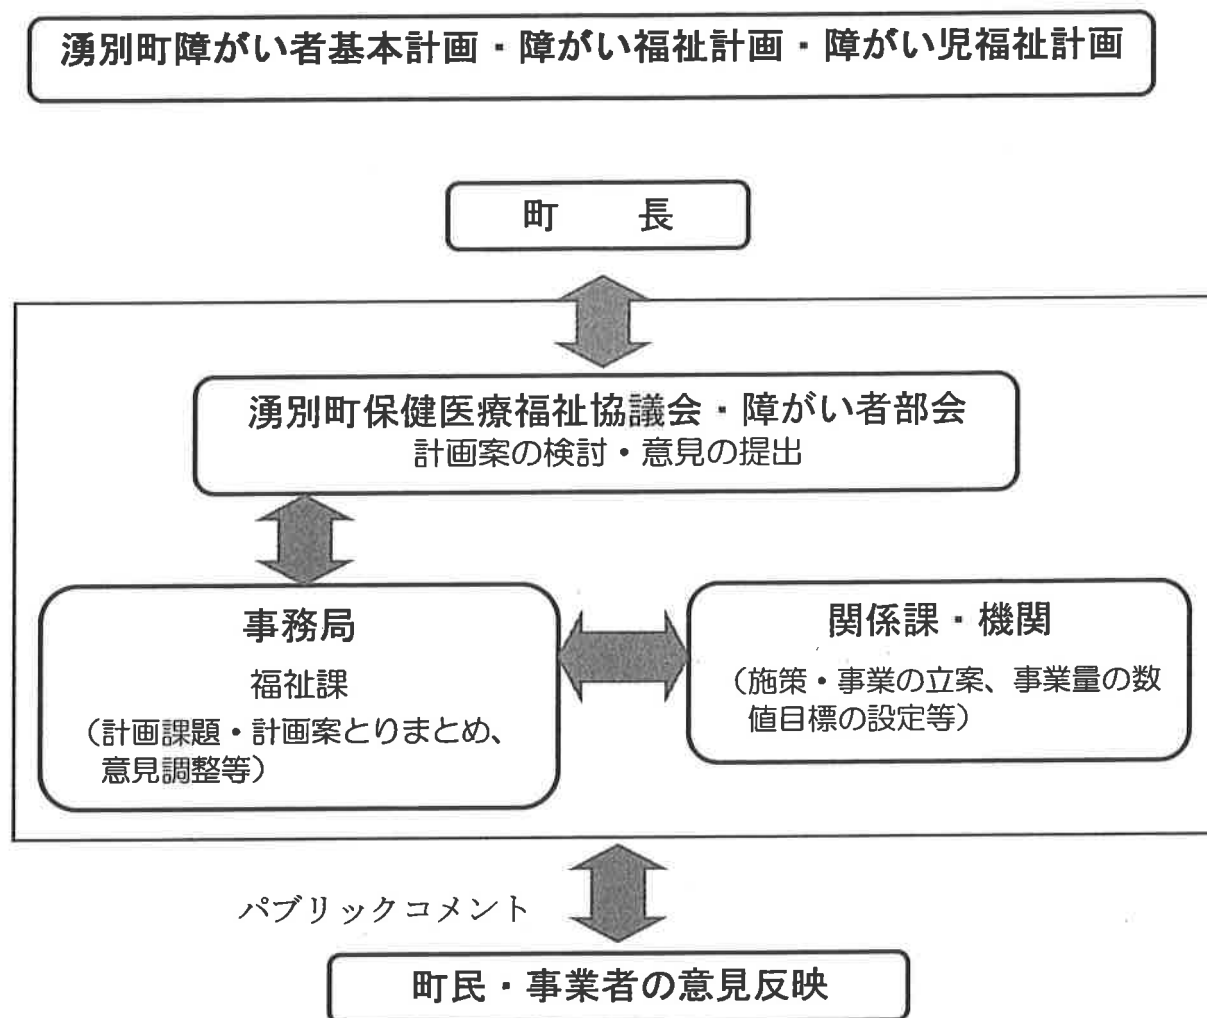 湧別町障がい者基本計画・障がい福祉計画・障がい児福祉計画
町　　長
湧別町保健医療福祉協議会・障がい者部会
計画案の検討・意見の提出
事務局
福祉課
（計画課題・計画案とりまとめ、
意見調整等）
関係課・機関
（施策・事業の立案、事業量の数
値目標の設定等）
パブリックコメント
町民・事業者の意見反映